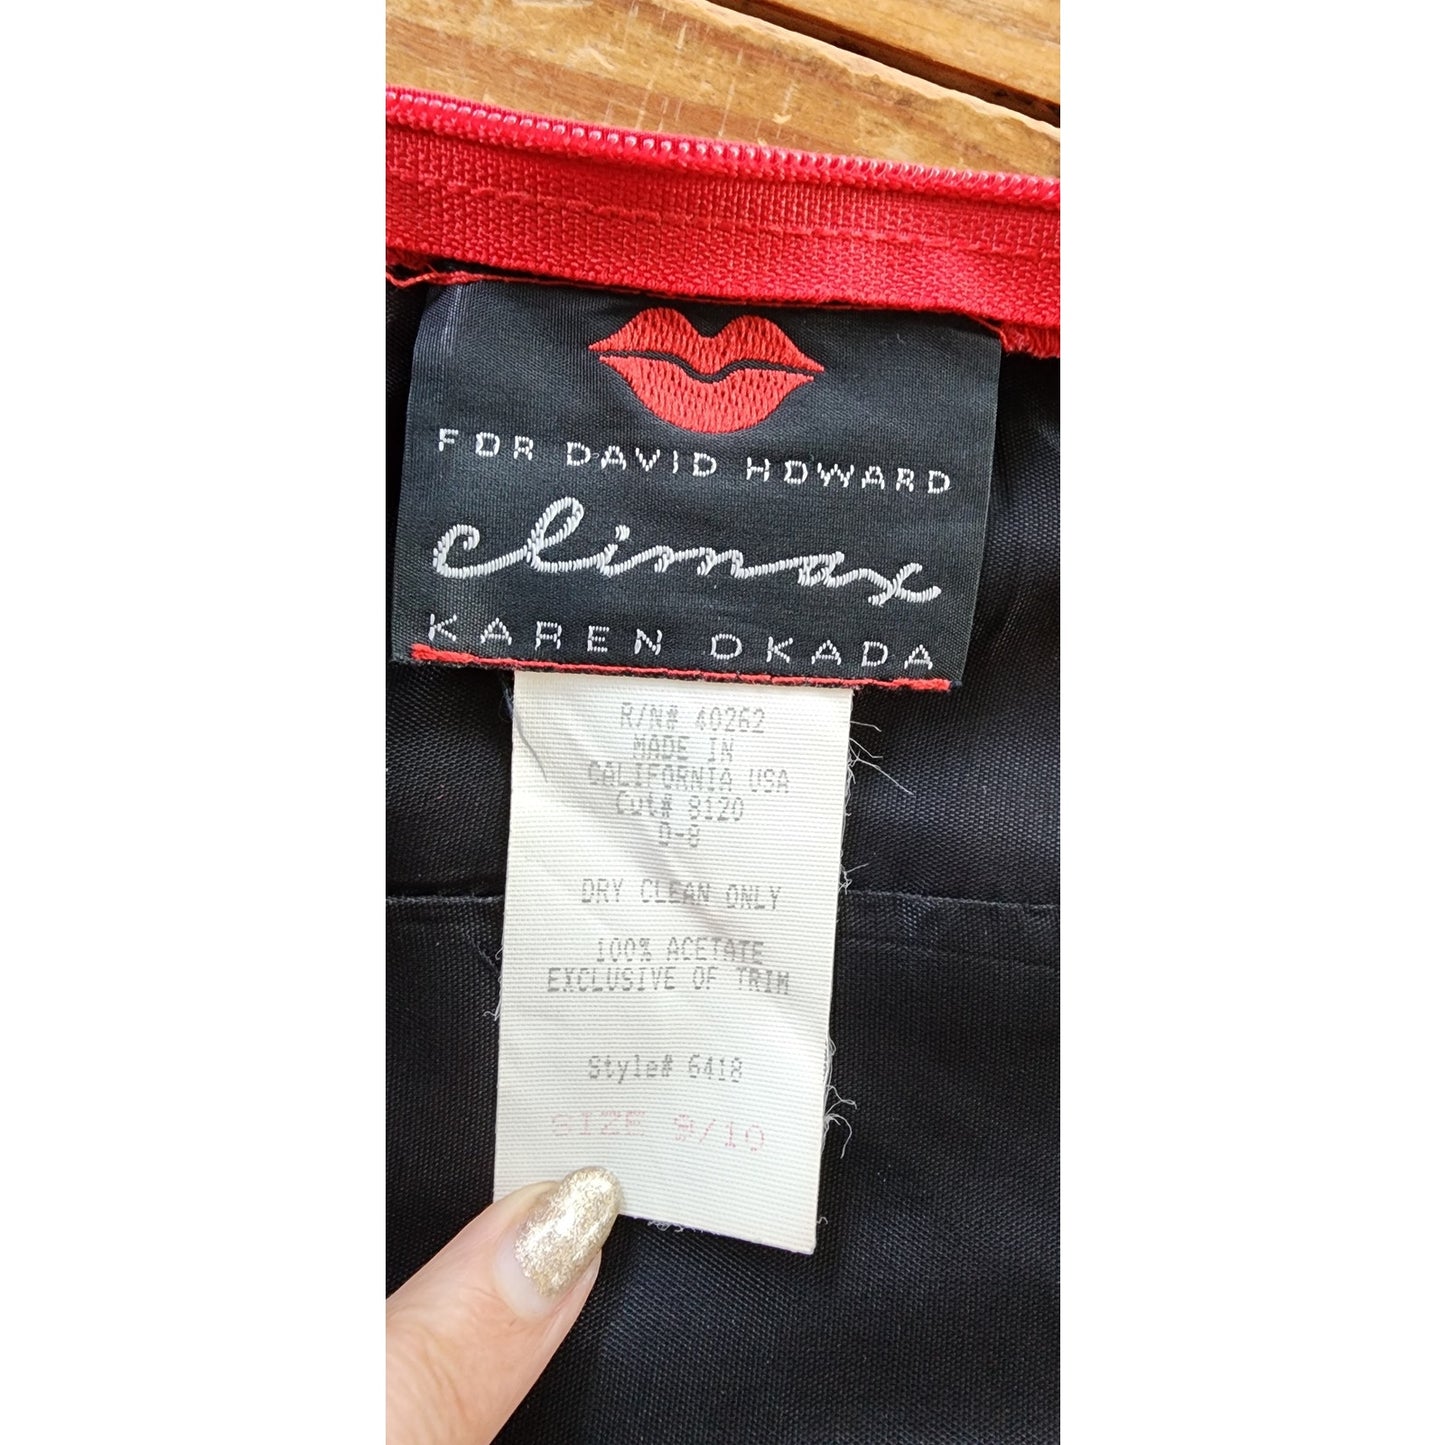 FOR DAVID HOWARD
climax
KAREN OKADA
R/N# 40262
MADE IN
CALIFORNIA USA
Cut# 8120
D-8
DRY CLEAN ONLY
100% ACETATE
EXCLUSIVE OF TRIM
Style# 6418
SIZE 9/10